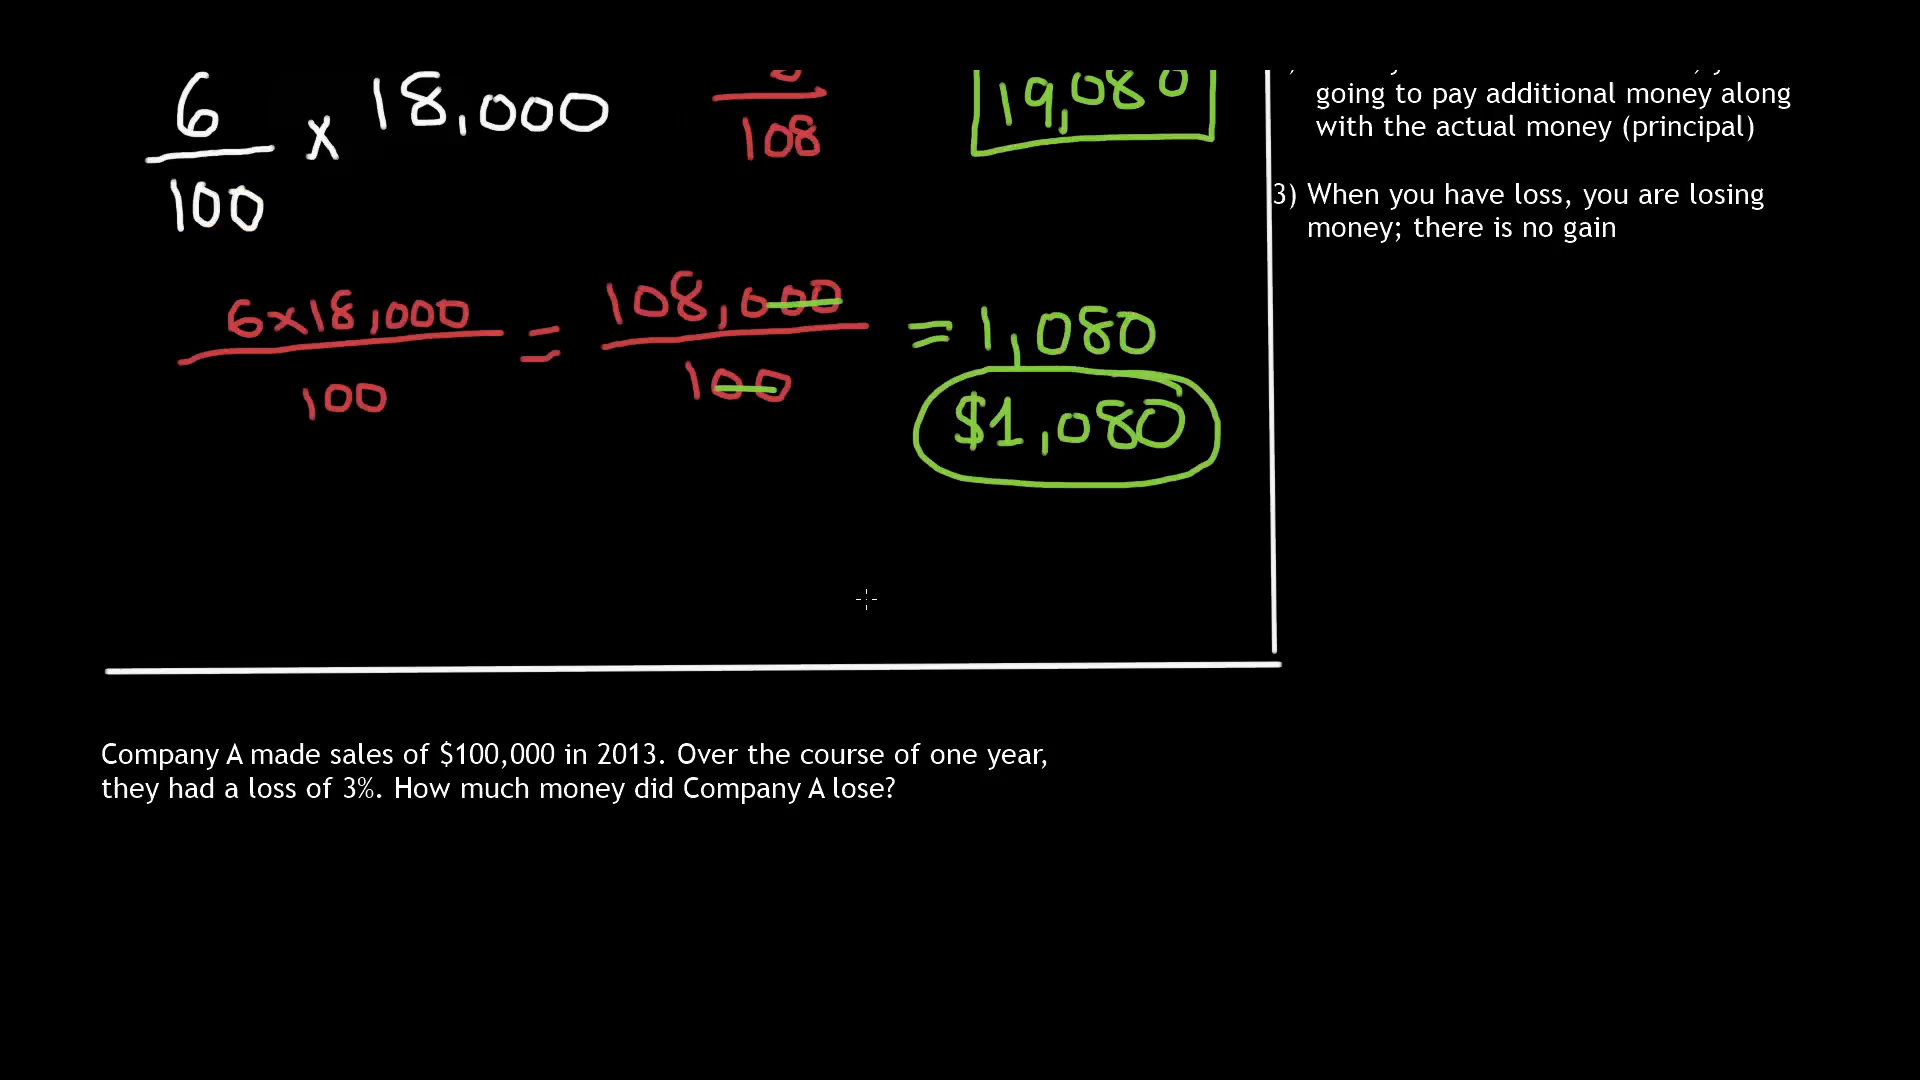 6
100
x 18,000
108
19,080
going to pay additional money along
with the actual money (principal)
3) When you have loss, you are losing
money; there is no gain
6x18,000
100
=
108,000
100
= 1,080
$1,080
Company A made sales of $100,000 in 2013. Over the course of one year,
they had a loss of 3%. How much money did Company A lose?